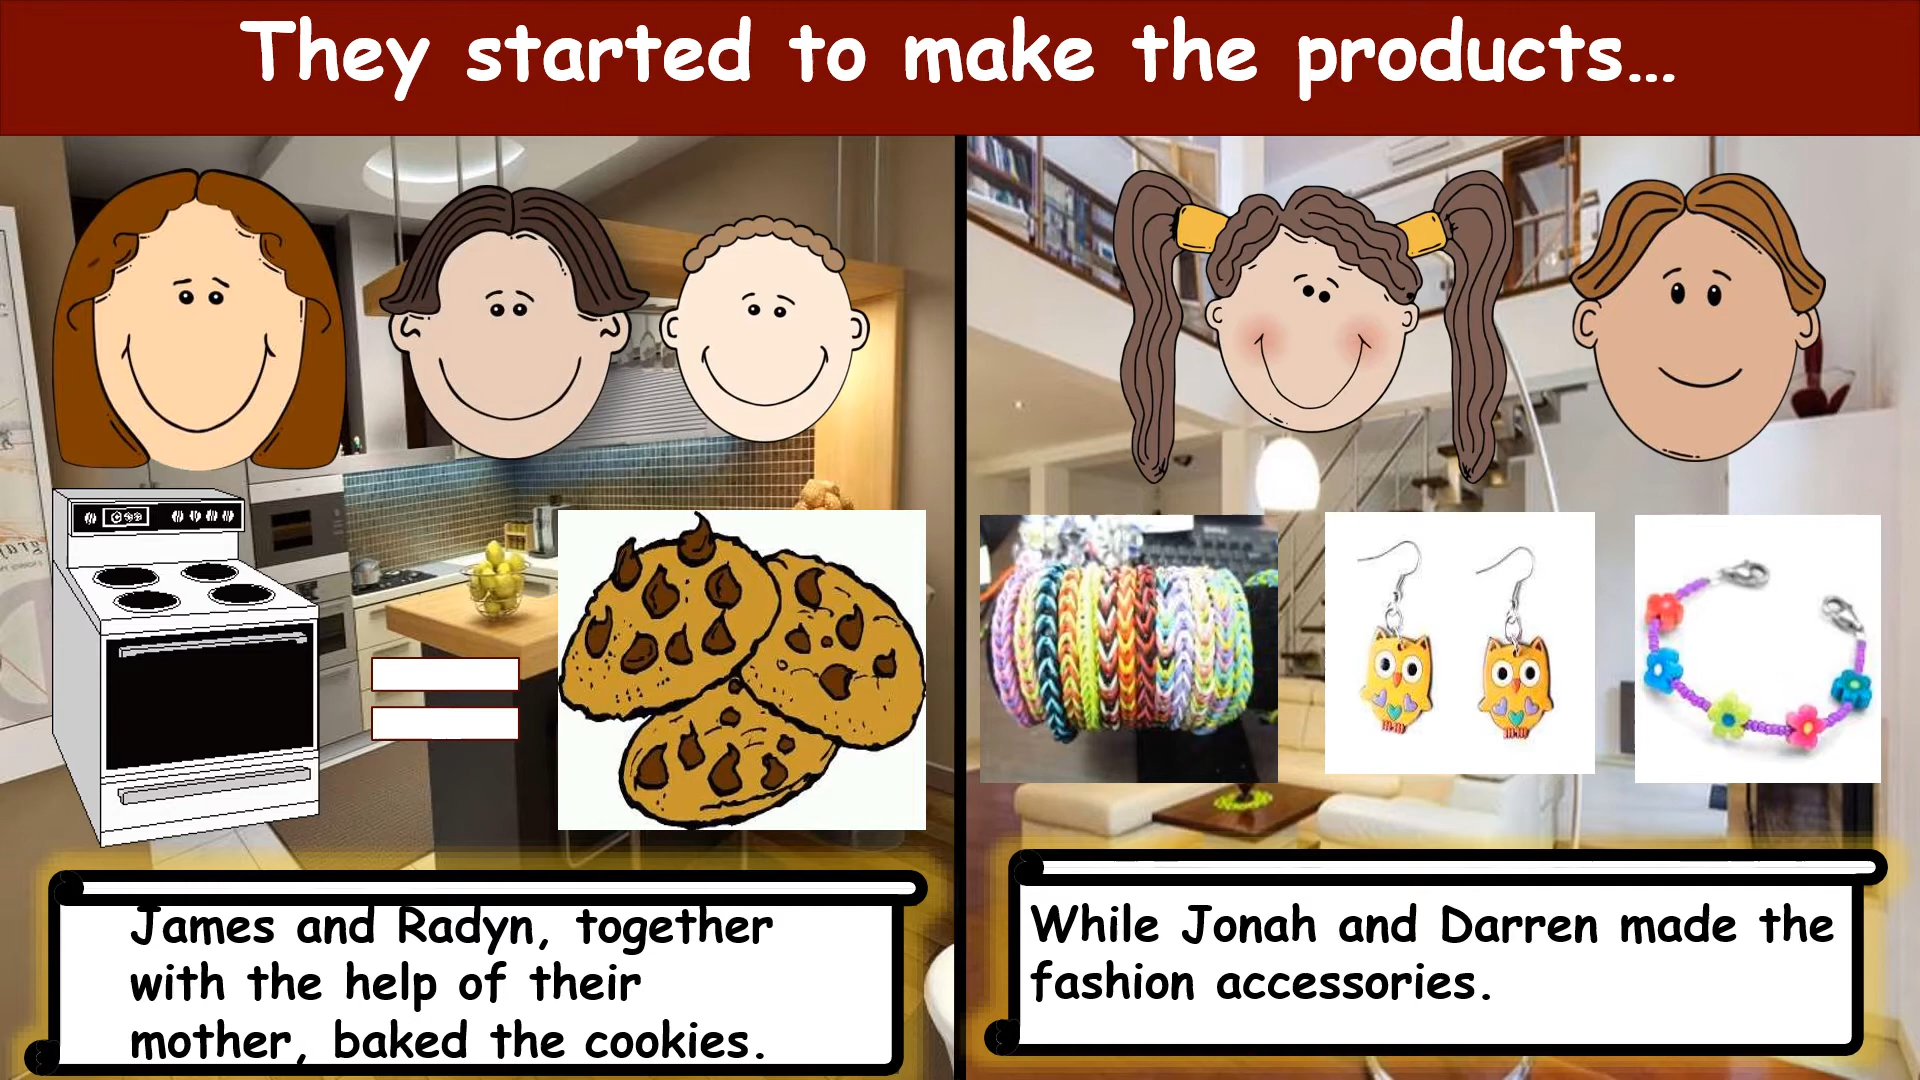 They started to make the products...
James and Radyn, together
with the help of their
mother, baked the cookies.
While Jonah and Darren made the
fashion accessories.